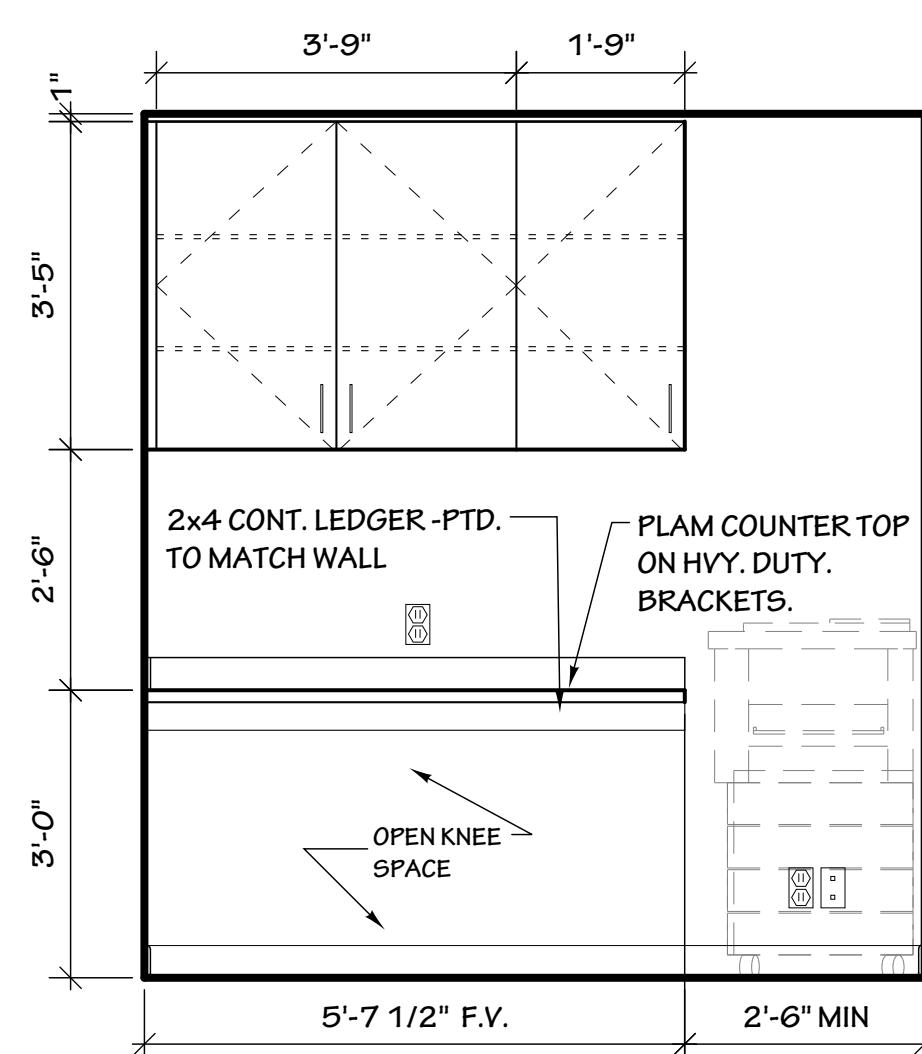 3'-9"
1'-9"
1"
3'-5"
2'-6"
3'-0"
2x4 CONT. LEDGER -PTD.
TO MATCH WALL
PLAM COUNTER TOP
ON HVY. DUTY.
BRACKETS.
OPEN KNEE
SPACE
5'-7 1/2" F.V.
2'-6" MIN